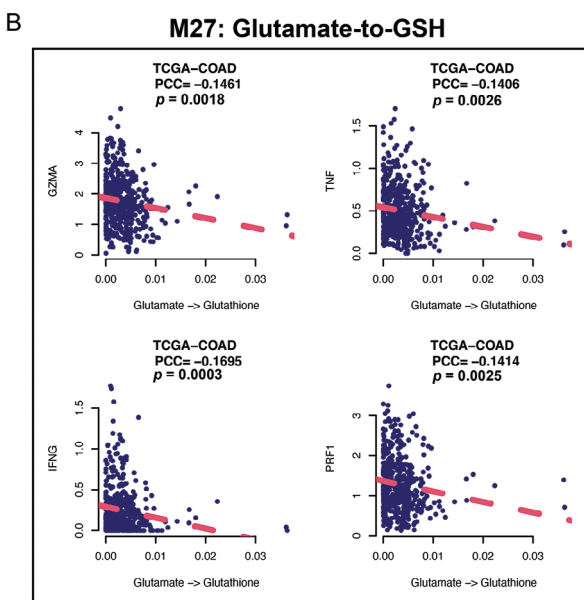 B
M27: Glutamate-to-GSH
TCGA-COAD
PCC= -0.1461
p = 0.0018
GZMA
4
3
2
1
0
0.00 0.01 0.02 0.03
Glutamate -> Glutathione
TCGA-COAD
PCC= -0.1406
p = 0.0026
TNF
1.5
1.0
0.5
0.0
0.00 0.01 0.02 0.03
Glutamate -> Glutathione
TCGA-COAD
PCC= -0.1695
p = 0.0003
IFNG
1.5
1.0
0.5
0.0
0.00 0.01 0.02 0.03
Glutamate -> Glutathione
TCGA-COAD
PCC= -0.1414
p = 0.0025
PRF1
3
2
1
0
0.00 0.01 0.02 0.03
Glutamate -> Glutathione